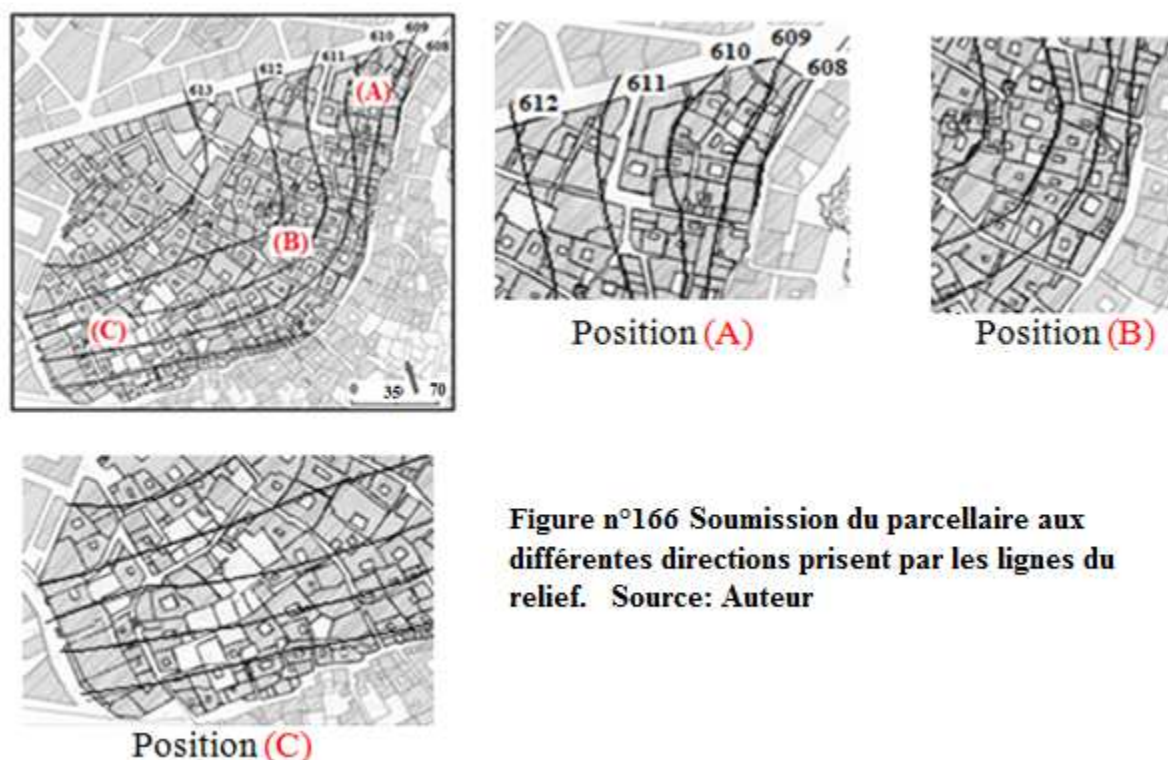 613
612
611
610
609
608
(A)
(B)
(C)
0 35 70
612
611
610
609
608
Position (A)
Position (B)
Position (C)
Figure n°166 Soumission du parcellaire aux
différentes directions prisent par les lignes du
relief. Source: Auteur